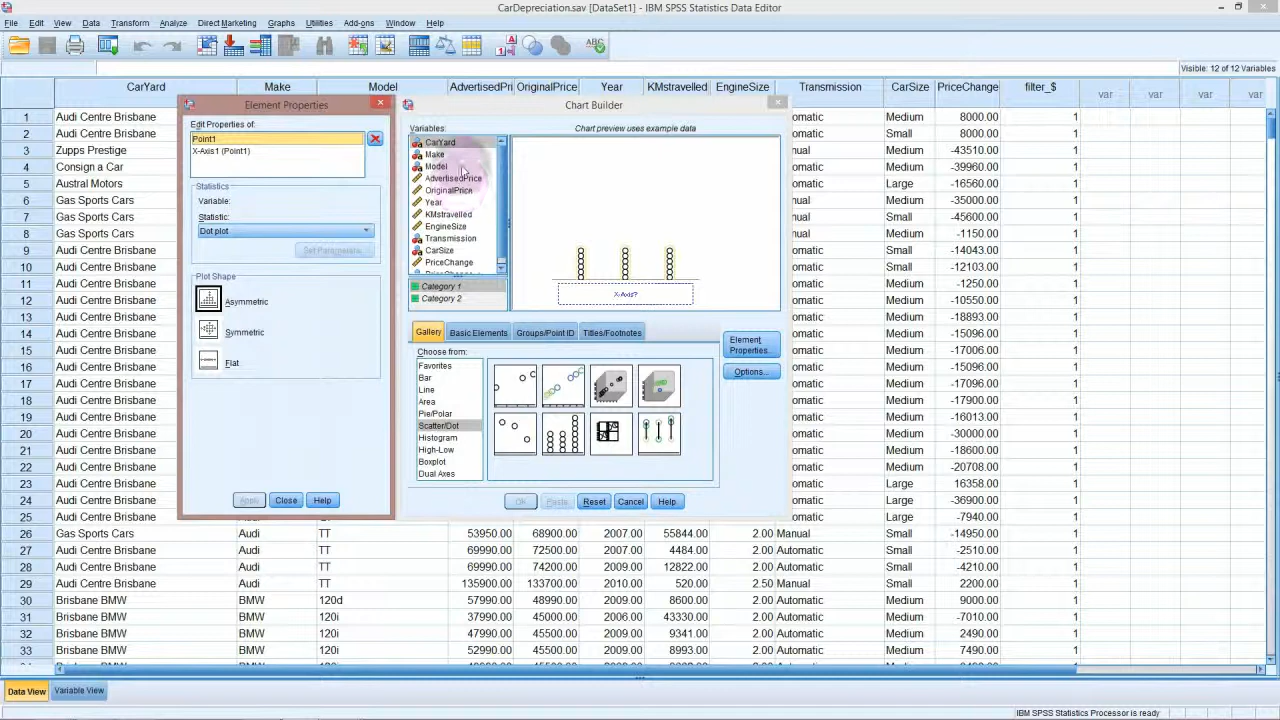 CarDepreciation.sav [DataSet1] - IBM SPSS Statistics Data Editor
File Edit View Data Transform Analyze Direct Marketing Graphs Utilities Add-ons Window Help
Visible: 12 of 12 Variables
CarYard Make Model AdvertisedPri OriginalPrice Year KMstravelled EngineSize Transmission CarSize PriceChange filter_$ var var var
Element Properties
Edit Properties of:
Point1
X-Axis1 (Point1)
Statistics
Variable:
Statistic:
Dot plot
Set Parameters...
Plot Shape
Asymmetric
Symmetric
Flat
Apply Close Help
Chart Builder
Variables:
Chart preview uses example data
CarYard
Make
Model
AdvertisedPrice
OriginalPrice
Year
KMstravelled
EngineSize
Transmission
CarSize
PriceChange
Category 1
Category 2
X-Axis?
Gallery Basic Elements Groups/Point ID Titles/Footnotes
Element Properties...
Options...
Choose from:
Favorites
Bar
Line
Area
Pie/Polar
Scatter/Dot
Histogram
High-Low
Boxplot
Dual Axes
OK Paste Reset Cancel Help
1 Audi Centre Brisbane omatic Medium 8000.00 1
2 Audi Centre Brisbane omatic Small 8000.00 1
3 Zupps Prestige nual Medium -43510.00 1
4 Consign a Car omatic Medium -39960.00 1
5 Austral Motors omatic Large -16560.00 1
6 Gas Sports Cars omatic Medium -35000.00 1
7 Gas Sports Cars nual Small -45600.00 1
8 Gas Sports Cars nual Medium -1150.00 1
9 Audi Centre Brisbane omatic Small -14043.00 1
10 Audi Centre Brisbane omatic Small -12103.00 1
11 Audi Centre Brisbane omatic Medium -1250.00 1
12 Audi Centre Brisbane omatic Medium -10550.00 1
13 Audi Centre Brisbane omatic Medium -18893.00 1
14 Audi Centre Brisbane omatic Medium -15096.00 1
15 Audi Centre Brisbane omatic Medium -17006.00 1
16 Audi Centre Brisbane omatic Medium -15096.00 1
17 Audi Centre Brisbane omatic Medium -17096.00 1
18 Audi Centre Brisbane omatic Medium -17900.00 1
19 Audi Centre Brisbane omatic Medium -16013.00 1
20 Audi Centre Brisbane omatic Medium -30000.00 1
21 Audi Centre Brisbane omatic Medium -18600.00 1
22 Audi Centre Brisbane omatic Medium -20708.00 1
23 Audi Centre Brisbane omatic Large 16358.00 1
24 Audi Centre Brisbane omatic Large -36900.00 1
25 Audi Centre Brisbane omatic Large -7940.00 1
26 Gas Sports Cars Audi TT 53950.00 68900.00 2007.00 55844.00 2.00 Manual Small -14950.00 1
27 Audi Centre Brisbane Audi TT 69990.00 72500.00 2007.00 4484.00 2.00 Automatic Small -2510.00 1
28 Audi Centre Brisbane Audi TT 69990.00 74200.00 2009.00 12822.00 2.00 Automatic Small -4210.00 1
29 Audi Centre Brisbane Audi TT 135900.00 133700.00 2010.00 520.00 2.50 Manual Small 2200.00 1
30 Brisbane BMW BMW 120d 57990.00 48990.00 2009.00 8600.00 2.00 Automatic Medium 9000.00 1
31 Brisbane BMW BMW 120i 37990.00 45000.00 2006.00 43330.00 2.00 Automatic Medium -7010.00 1
32 Brisbane BMW BMW 120i 47990.00 45500.00 2009.00 9341.00 2.00 Automatic Medium 2490.00 1
33 Brisbane BMW BMW 120i 52990.00 45500.00 2009.00 8993.00 2.00 Automatic Medium 7490.00 1
Data View Variable View
IBM SPSS Statistics Processor is ready